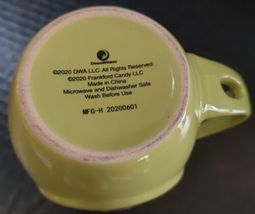 DreamWorks
©2020 DWA LLC. All Rights Reserved.
©2020 Frankford Candy LLC
Made in China
Microwave and Dishwasher Safe
Wash Before Use
MFG-H 20200601